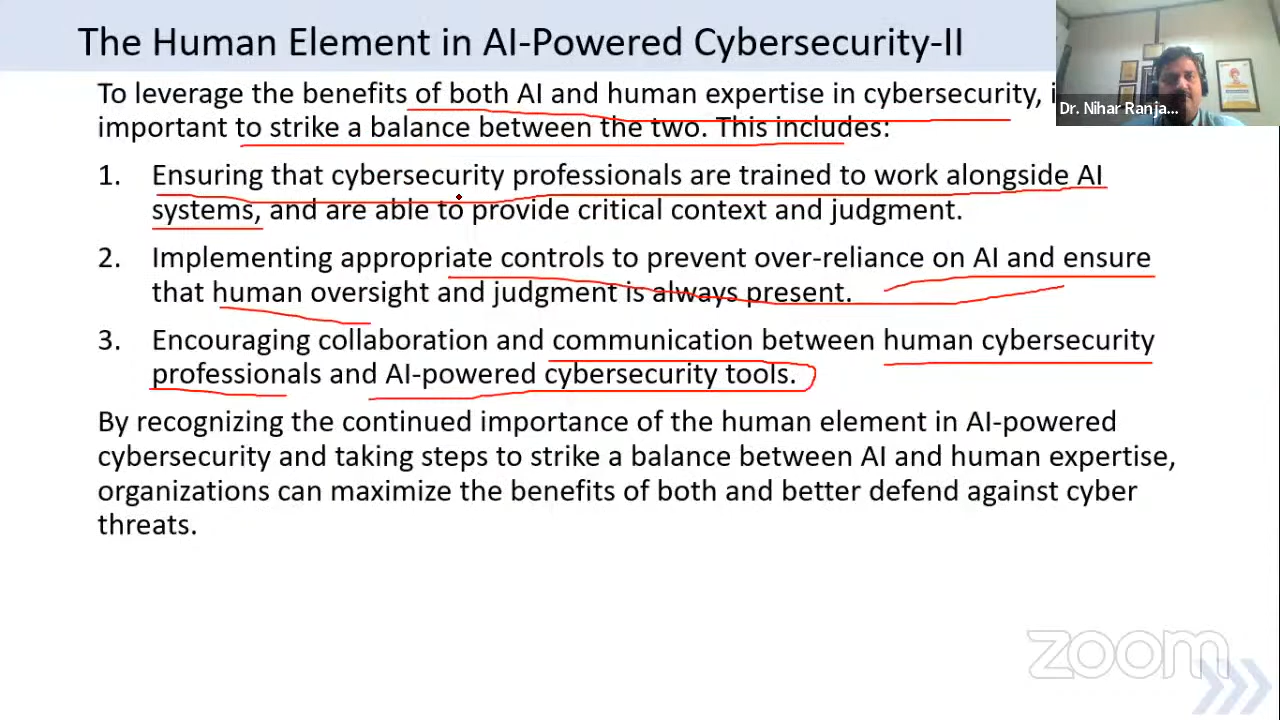 The Human Element in AI-Powered Cybersecurity-II
Dr. Nihar Ranja...
To leverage the benefits of both AI and human expertise in cybersecurity, i
important to strike a balance between the two. This includes:
1. Ensuring that cybersecurity professionals are trained to work alongside AI
systems, and are able to provide critical context and judgment.
2. Implementing appropriate controls to prevent over-reliance on AI and ensure
that human oversight and judgment is always present.
3. Encouraging collaboration and communication between human cybersecurity
professionals and AI-powered cybersecurity tools.
By recognizing the continued importance of the human element in AI-powered
cybersecurity and taking steps to strike a balance between AI and human expertise,
organizations can maximize the benefits of both and better defend against cyber
threats.
zoom